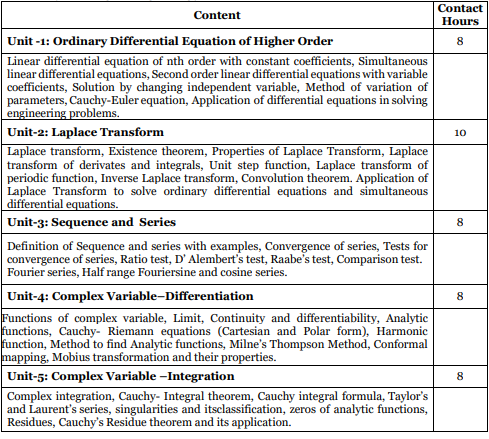 Content
Contact
Hours
Unit -1: Ordinary Differential Equation of Higher Order
8
Linear differential equation of nth order with constant coefficients, Simultaneous
linear differential equations, Second order linear differential equations with variable
coefficients, Solution by changing independent variable, Method of variation of
parameters, Cauchy-Euler equation, Application of differential equations in solving
engineering problems.
Unit-2: Laplace Transform
10
Laplace transform, Existence theorem, Properties of Laplace Transform, Laplace
transform of derivates and integrals, Unit step function, Laplace transform of
periodic function, Inverse Laplace transform, Convolution theorem. Application of
Laplace Transform to solve ordinary differential equations and simultaneous
differential equations.
Unit-3: Sequence and Series
8
Definition of Sequence and series with examples, Convergence of series, Tests for
convergence of series, Ratio test, D' Alembert's test, Raabe's test, Comparison test.
Fourier series, Half range Fouriersine and cosine series.
Unit-4: Complex Variable–Differentiation
8
Functions of complex variable, Limit, Continuity and differentiability, Analytic
functions, Cauchy- Riemann equations (Cartesian and Polar form), Harmonic
function, Method to find Analytic functions, Milne's Thompson Method, Conformal
mapping, Mobius transformation and their properties.
Unit-5: Complex Variable –Integration
8
Complex integration, Cauchy- Integral theorem, Cauchy integral formula, Taylor's
and Laurent's series, singularities and itsclassification, zeros of analytic functions,
Residues, Cauchy's Residue theorem and its application.